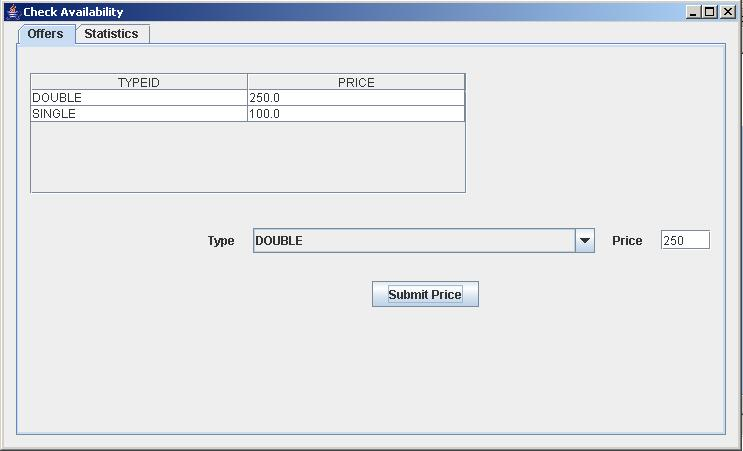 Check Availability
Offers Statistics
TYPEID PRICE
DOUBLE 250.0
SINGLE 100.0
Type DOUBLE Price 250
Submit Price